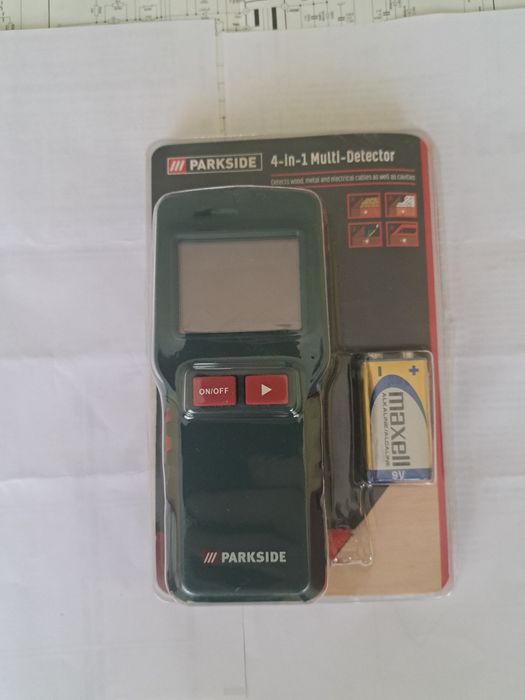 PARKSIDE
4-in-1 Multi-Detector
Detects wood, metal and electrical cables as well as cavities
ON/OFF
+
-
maxell
ALKALINE/ALCALINE
9V
PARKSIDE